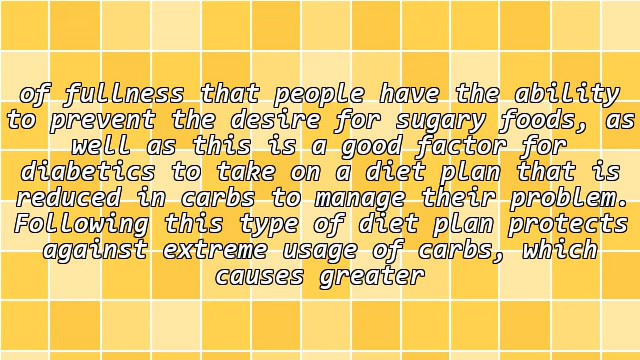 of fullness that people have the ability
to prevent the desire for sugary foods, as
well as this is a good factor for
diabetics to take on a diet plan that is
reduced in carbs to manage their problem.
Following this type of diet plan protects
against extreme usage of carbs, which
causes greater